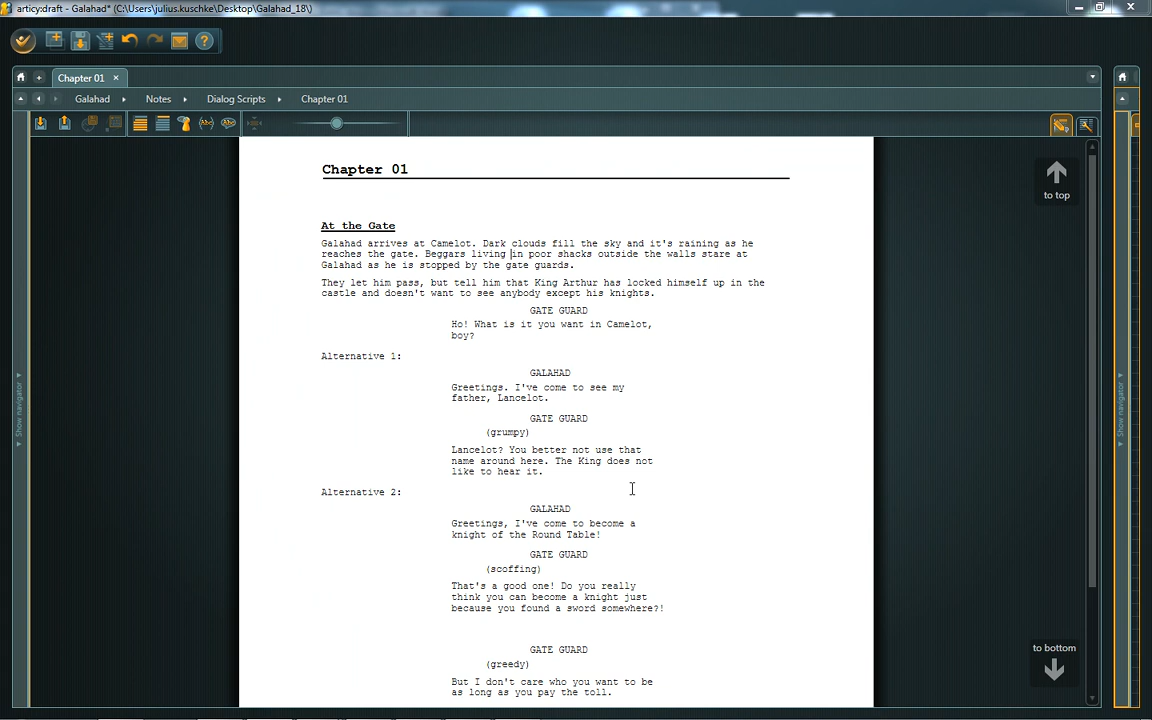 articy:draft - Galahad* (C:\Users\julius.kuschke\Desktop\Galahad_18\)
Chapter 01
Galahad Notes Dialog Scripts Chapter 01
to top
Chapter 01
At the Gate
Galahad arrives at Camelot. Dark clouds fill the sky and it's raining as he
reaches the gate. Beggars living in poor shacks outside the walls stare at
Galahad as he is stopped by the gate guards.
They let him pass, but tell him that King Arthur has locked himself up in the
castle and doesn't want to see anybody except his knights.
GATE GUARD
Ho! What is it you want in Camelot,
boy?
Alternative 1:
GALAHAD
Greetings. I've come to see my
father, Lancelot.
GATE GUARD
(grumpy)
Lancelot? You better not use that
name around here. The King does not
like to hear it.
Alternative 2:
GALAHAD
Greetings, I've come to become a
knight of the Round Table!
GATE GUARD
(scoffing)
That's a good one! Do you really
think you can become a knight just
because you found a sword somewhere?!
GATE GUARD
(greedy)
But I don't care who you want to be
as long as you pay the toll.
to bottom
Show navigator
Show navigator